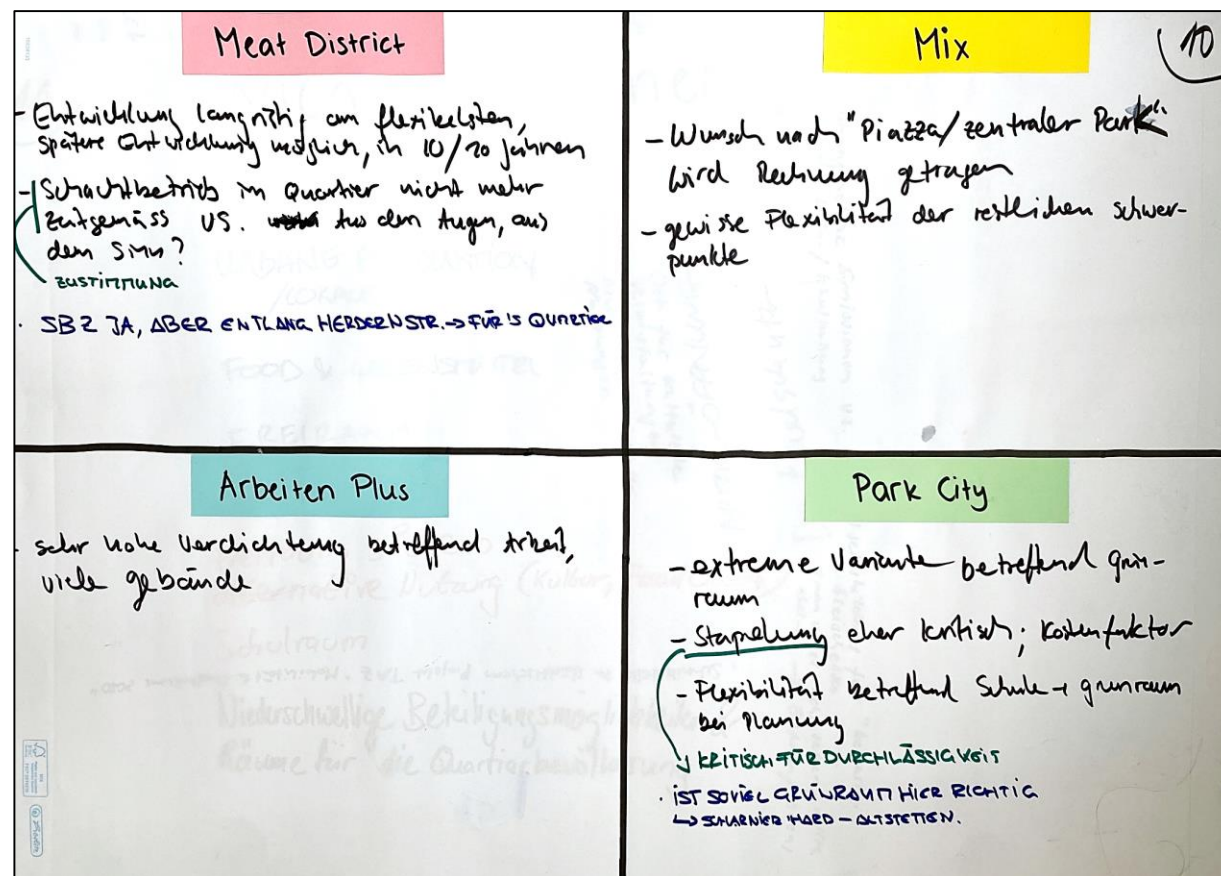 Meat District
- Entwicklung langfristig am flexibelsten,
spätere Entwicklung möglich, in 10/20 Jahren
- Schlachtbetrieb im Quartier nicht mehr
zeitgemäss VS. Aus den Augen, aus
dem Sinn?
ZUSTIMMUNG
· SBZ JA, ABER ENTLANG HERDERNSTR. → FÜR'S QUARTIER
Mix
10
- Wunsch nach "Piazza/zentraler Park"
wird Rechnung getragen
- gewisse Flexibilität der restlichen Schwer-
punkte
Arbeiten Plus
- sehr hohe Verdichtung betreffend Arbeit,
viele gebäude
Park City
- extreme Variante betreffend grün-
raum
- Stapelung eher kritisch; Kostenfaktor
- Flexibilität betreffend Schule + grünraum
bei Planung
KRITISCH FÜR DURCHLÄSSIGKEIT
· IST SOVIEL GRÜNRAUM HIER RICHTIG
↳ SCHARNIER HARD – ALTSTETTEN.